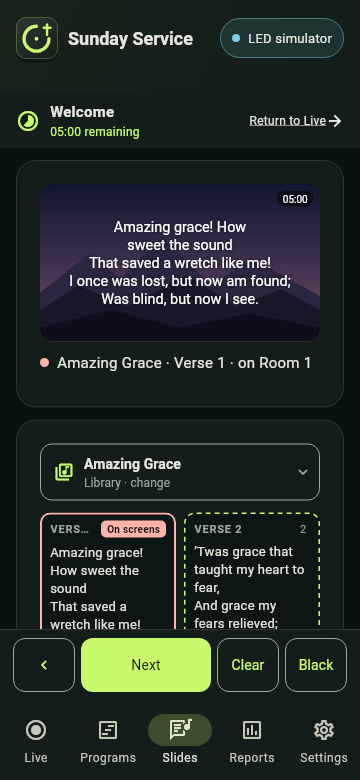 Sunday Service
LED simulator
Welcome
05:00 remaining
Return to Live
05:00
Amazing grace! How
sweet the sound
That saved a wretch like me!
I once was lost, but now am found;
Was blind, but now I see.
Amazing Grace · Verse 1 · on Room 1
Amazing Grace
Library · change
VERS…
On screens
Amazing grace!
How sweet the
sound
That saved a
wretch like me!
VERSE 2
2
’Twas grace that
taught my heart to
fear,
And grace my
fears relieved;
Next
Clear
Black
Live
Programs
Slides
Reports
Settings